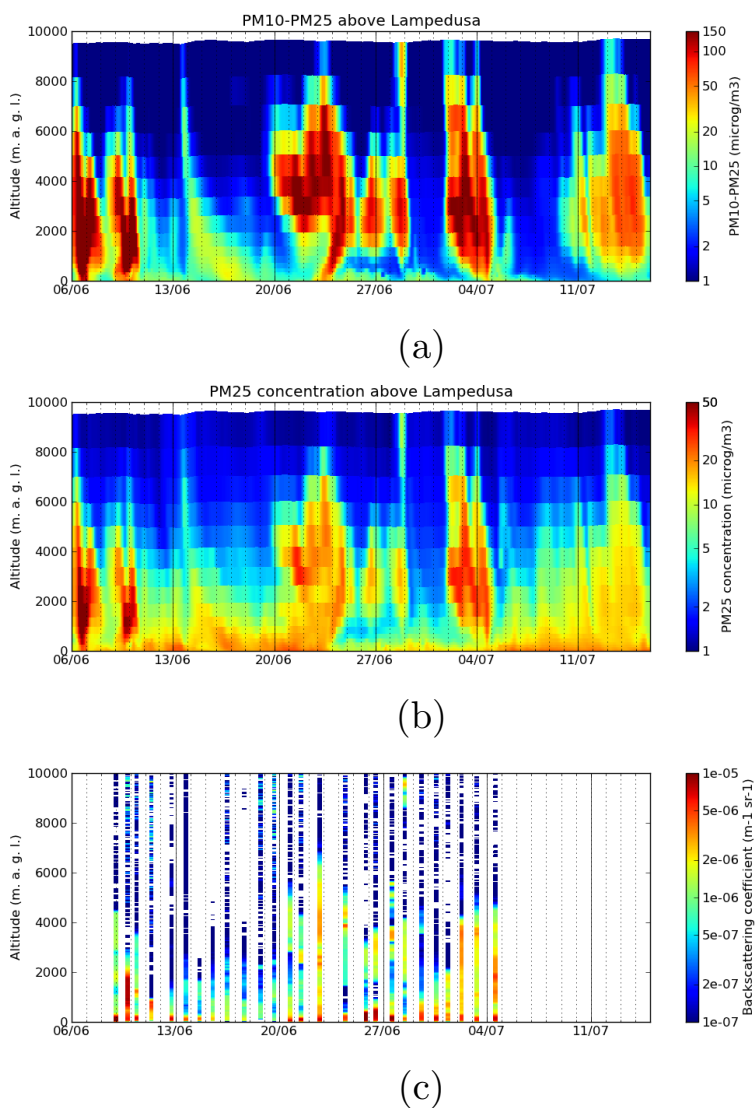 PM10-PM25 above Lampedusa
10000
8000
6000
4000
2000
0
Altitude (m. a. g. l.)
06/06 13/06 20/06 27/06 04/07 11/07
150
100
50
20
10
5
2
1
PM10-PM25 (microg/m3)
(a)
PM25 concentration above Lampedusa
10000
8000
6000
4000
2000
0
Altitude (m. a. g. l.)
06/06 13/06 20/06 27/06 04/07 11/07
50
20
10
5
2
1
PM25 concentration (microg/m3)
(b)
10000
8000
6000
4000
2000
0
Altitude (m. a. g. l.)
06/06 13/06 20/06 27/06 04/07 11/07
1e-05
5e-06
2e-06
1e-06
5e-07
2e-07
1e-07
Backscattering coefficient (m-1 sr-1)
(c)